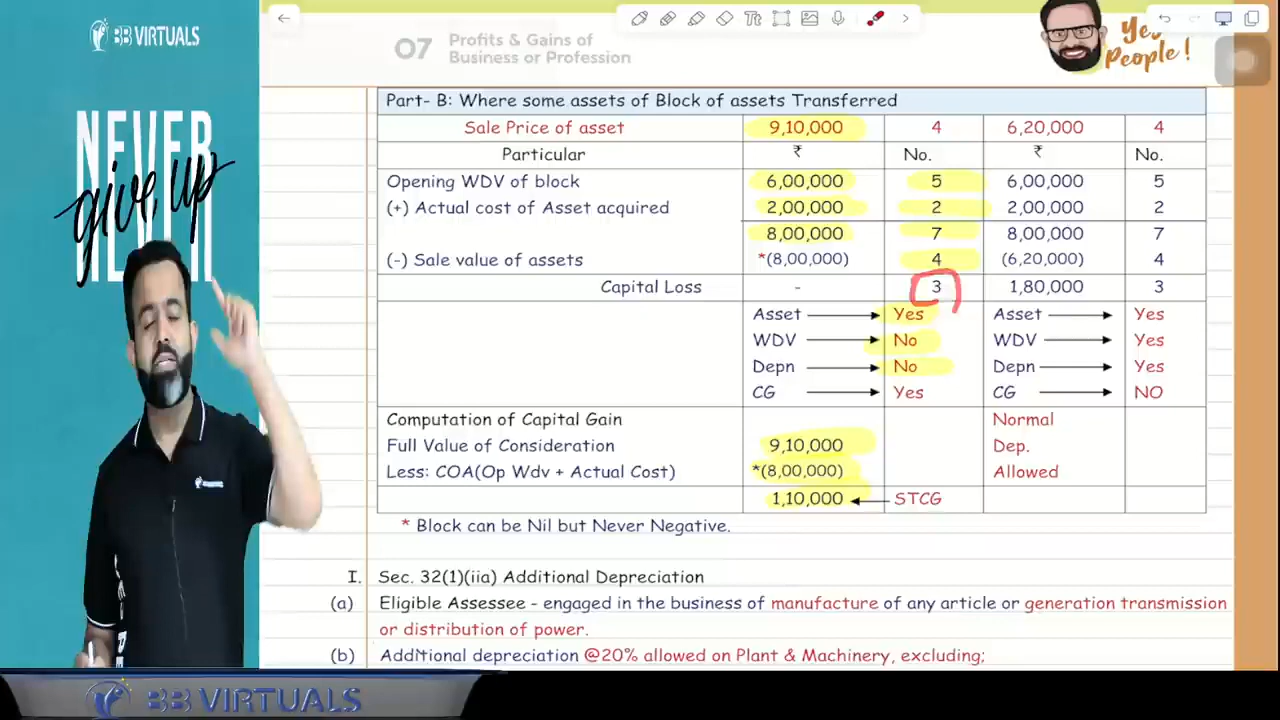 BB VIRTUALS
NEVER
give up
NEVER
07 Profits & Gains of
Business or Profession
Yes
People!
Part- B: Where some assets of Block of assets Transferred
Sale Price of asset 9,10,000 4 6,20,000 4
Particular ₹ No. ₹ No.
Opening WDV of block 6,00,000 5 6,00,000 5
(+) Actual cost of Asset acquired 2,00,000 2 2,00,000 2
8,00,000 7 8,00,000 7
(-) Sale value of assets *(8,00,000) 4 (6,20,000) 4
Capital Loss - 3 1,80,000 3
Asset Yes Asset Yes
WDV No WDV Yes
Depn No Depn Yes
CG Yes CG NO
Computation of Capital Gain Normal
Full Value of Consideration 9,10,000 Dep.
Less: COA(Op Wdv + Actual Cost) *(8,00,000) Allowed
1,10,000 STCG
* Block can be Nil but Never Negative.
I. Sec. 32(1)(iia) Additional Depreciation
(a) Eligible Assessee - engaged in the business of manufacture of any article or generation transmission
or distribution of power.
(b) Additional depreciation @20% allowed on Plant & Machinery, excluding;
BB VIRTUALS